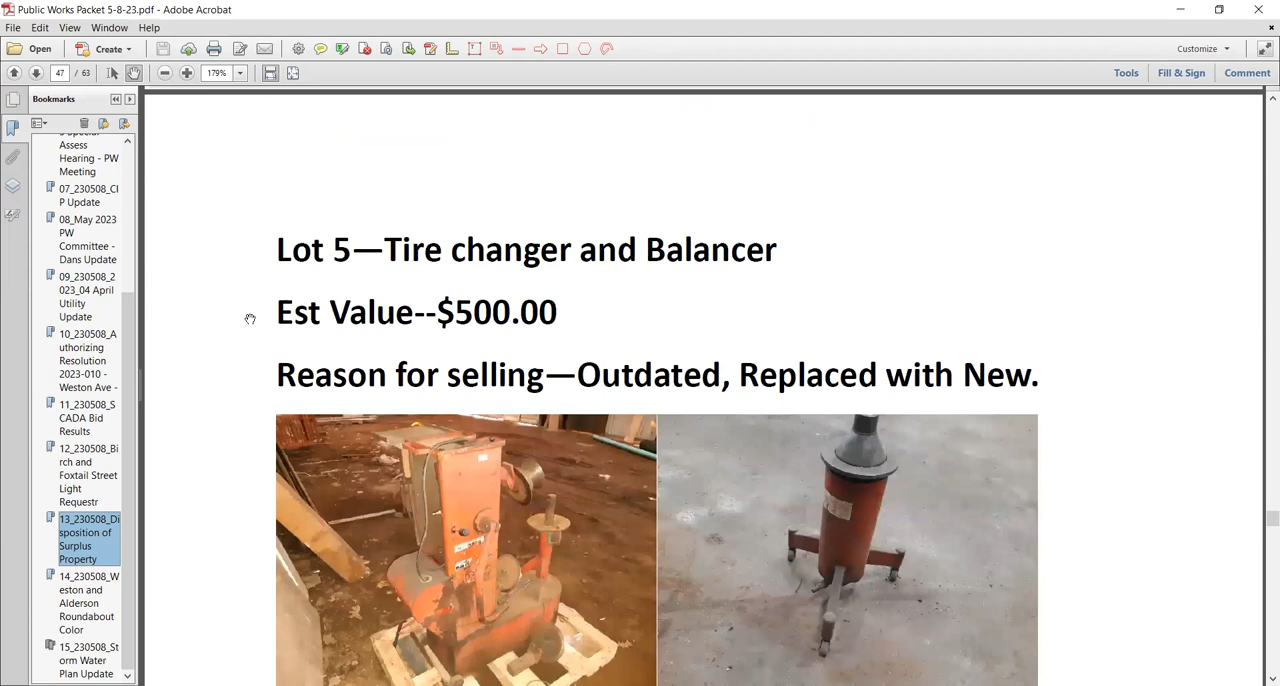 Public Works Packet 5-8-23.pdf - Adobe Acrobat
File Edit View Window Help
Open Create Customize
47 / 63 179% Tools Fill & Sign Comment
Bookmarks
Assess
Hearing - PW
Meeting
07_230508_CI
P Update
08_May 2023
PW
Committee -
Dans Update
09_230508_2
023_04 April
Utility
Update
10_230508_A
uthorizing
Resolution
2023-010 -
Weston Ave -
11_230508_S
CADA Bid
Results
12_230508_Bi
rch and
Foxtail Street
Light
Requestr
13_230508_Di
sposition of
Surplus
Property
14_230508_W
eston and
Alderson
Roundabout
Color
15_230508_St
orm Water
Plan Update
Lot 5—Tire changer and Balancer
Est Value--$500.00
Reason for selling—Outdated, Replaced with New.